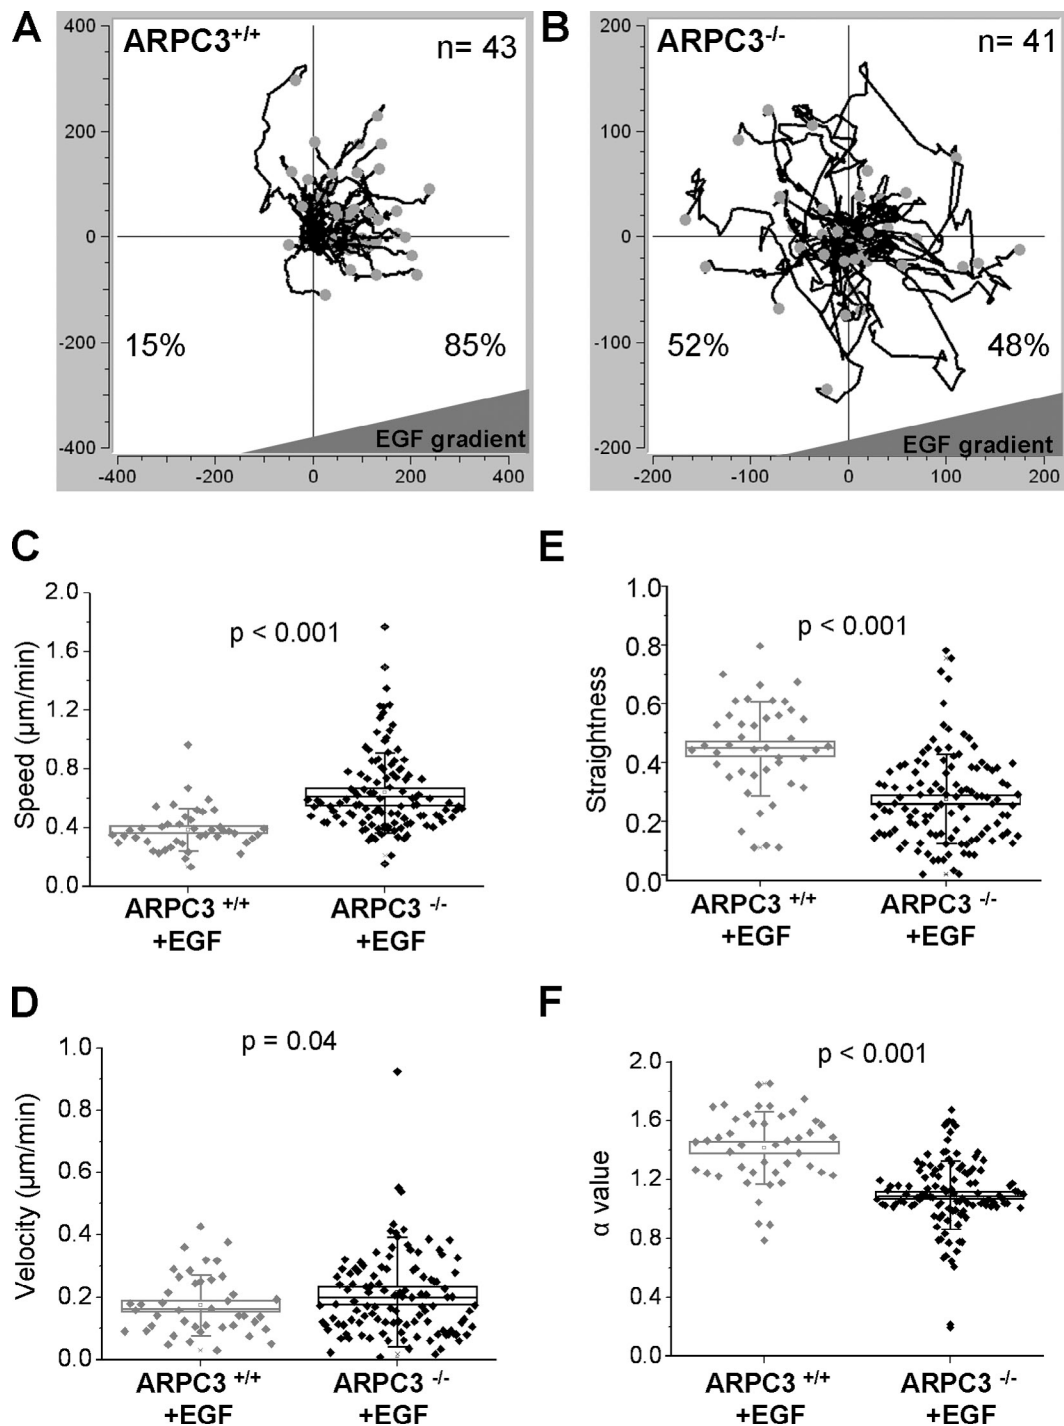 A
ARPC3+/+
n= 43
400
200
0
-200
-400
15%
85%
EGF gradient
-400
-200
0
200
400
B
ARPC3-/-
n= 41
200
100
0
-100
-200
52%
48%
EGF gradient
-200
-100
0
100
200
C
Speed (µm/min)
2.0
1.6
1.2
0.8
0.4
0.0
p < 0.001
ARPC3 +/+
+EGF
ARPC3 -/-
+EGF
E
Straightness
1.0
0.8
0.6
0.4
0.2
0.0
p < 0.001
ARPC3 +/+
+EGF
ARPC3 -/-
+EGF
D
Velocity (µm/min)
1.0
0.8
0.6
0.4
0.2
0.0
p = 0.04
ARPC3 +/+
+EGF
ARPC3 -/-
+EGF
F
α value
2.0
1.6
1.2
0.8
0.4
0.0
p < 0.001
ARPC3 +/+
+EGF
ARPC3 -/-
+EGF